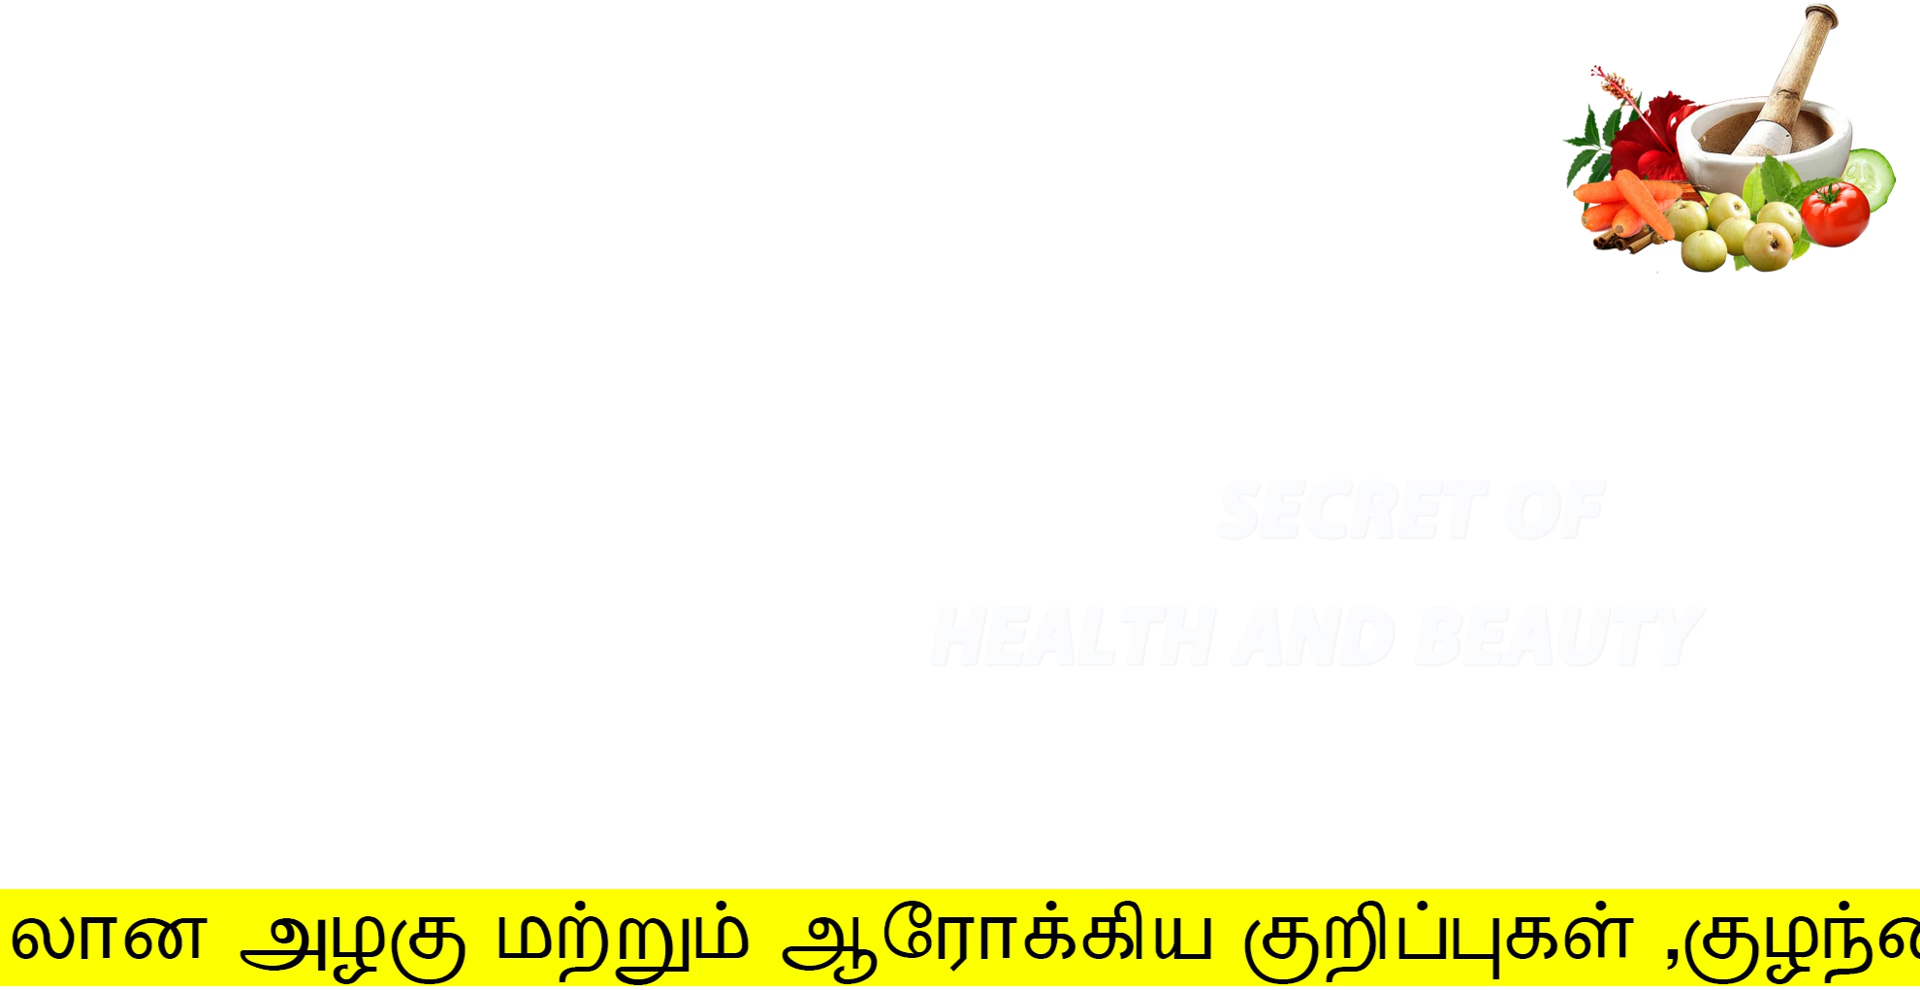 SECRET OF
HEALTH AND BEAUTY
லான அழகு மற்றும் ஆரோக்கிய குறிப்புகள் ,குழந்